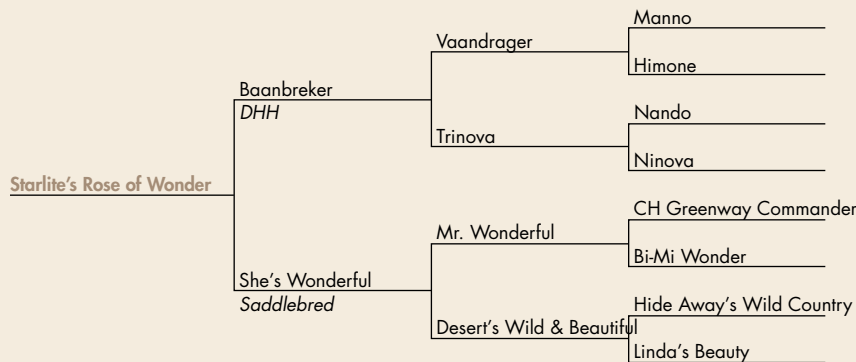 Manno
Vaandrager
Himone
Baanbreker
DHH
Nando
Trinova
Ninova
Starlite's Rose of Wonder
CH Greenway Commander
Mr. Wonderful
Bi-Mi Wonder
She's Wonderful
Saddlebred
Hide Away's Wild Country
Desert's Wild & Beautiful
Linda's Beauty